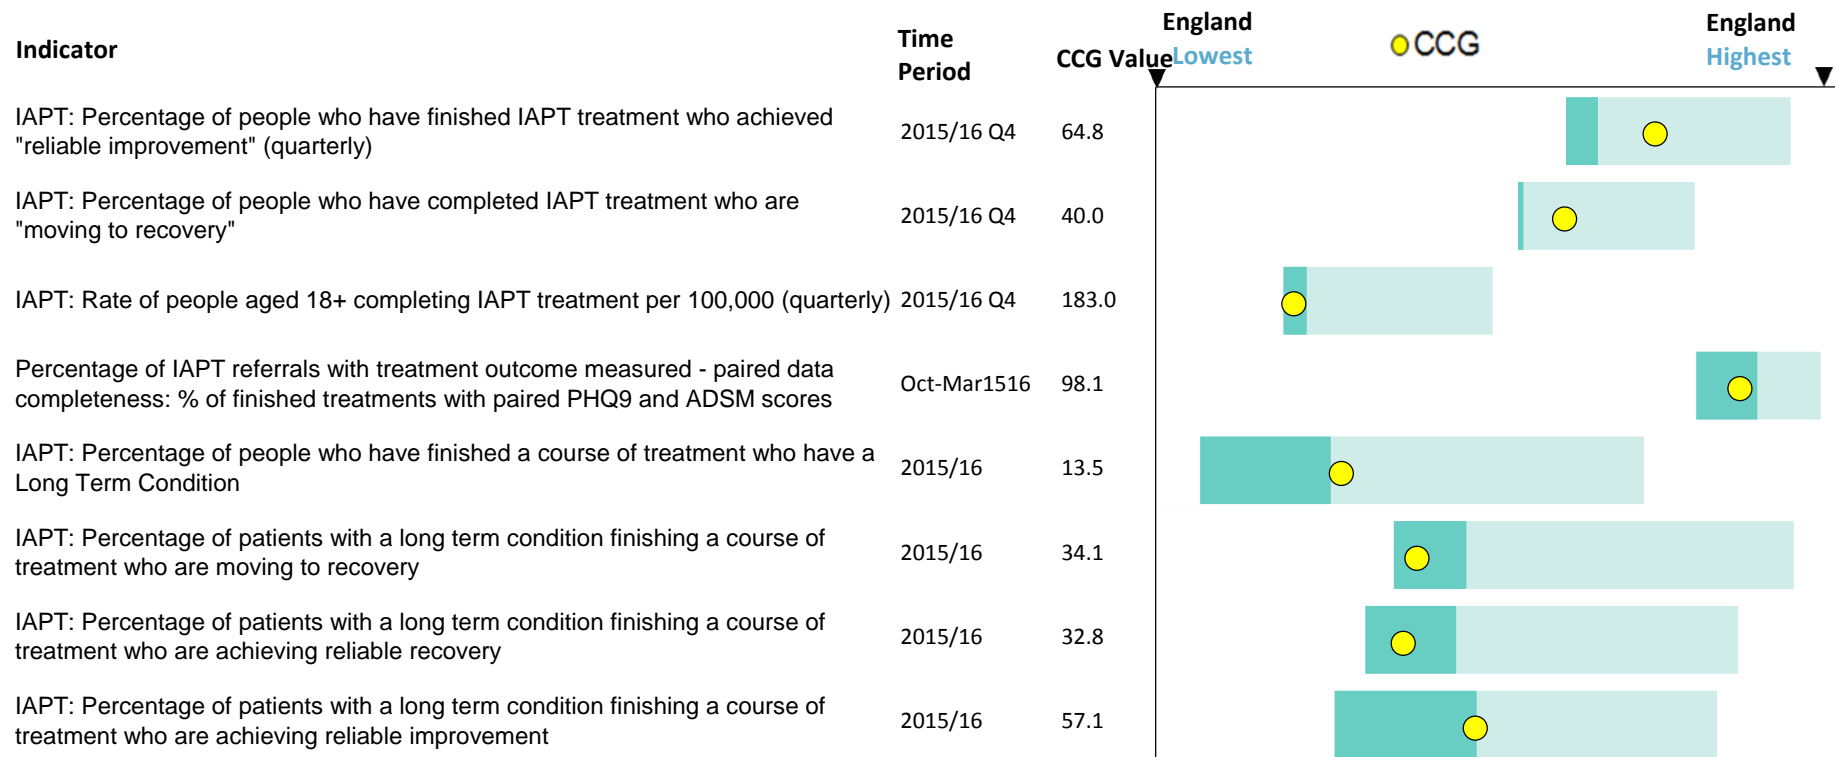 Indicator
Time
Period
CCG Value
England
Lowest
CCG
England
Highest
IAPT: Percentage of people who have finished IAPT treatment who achieved
"reliable improvement" (quarterly)
2015/16 Q4
64.8
IAPT: Percentage of people who have completed IAPT treatment who are
"moving to recovery"
2015/16 Q4
40.0
IAPT: Rate of people aged 18+ completing IAPT treatment per 100,000 (quarterly)
2015/16 Q4
183.0
Percentage of IAPT referrals with treatment outcome measured - paired data
completeness: % of finished treatments with paired PHQ9 and ADSM scores
Oct-Mar1516
98.1
IAPT: Percentage of people who have finished a course of treatment who have a
Long Term Condition
2015/16
13.5
IAPT: Percentage of patients with a long term condition finishing a course of
treatment who are moving to recovery
2015/16
34.1
IAPT: Percentage of patients with a long term condition finishing a course of
treatment who are achieving reliable recovery
2015/16
32.8
IAPT: Percentage of patients with a long term condition finishing a course of
treatment who are achieving reliable improvement
2015/16
57.1